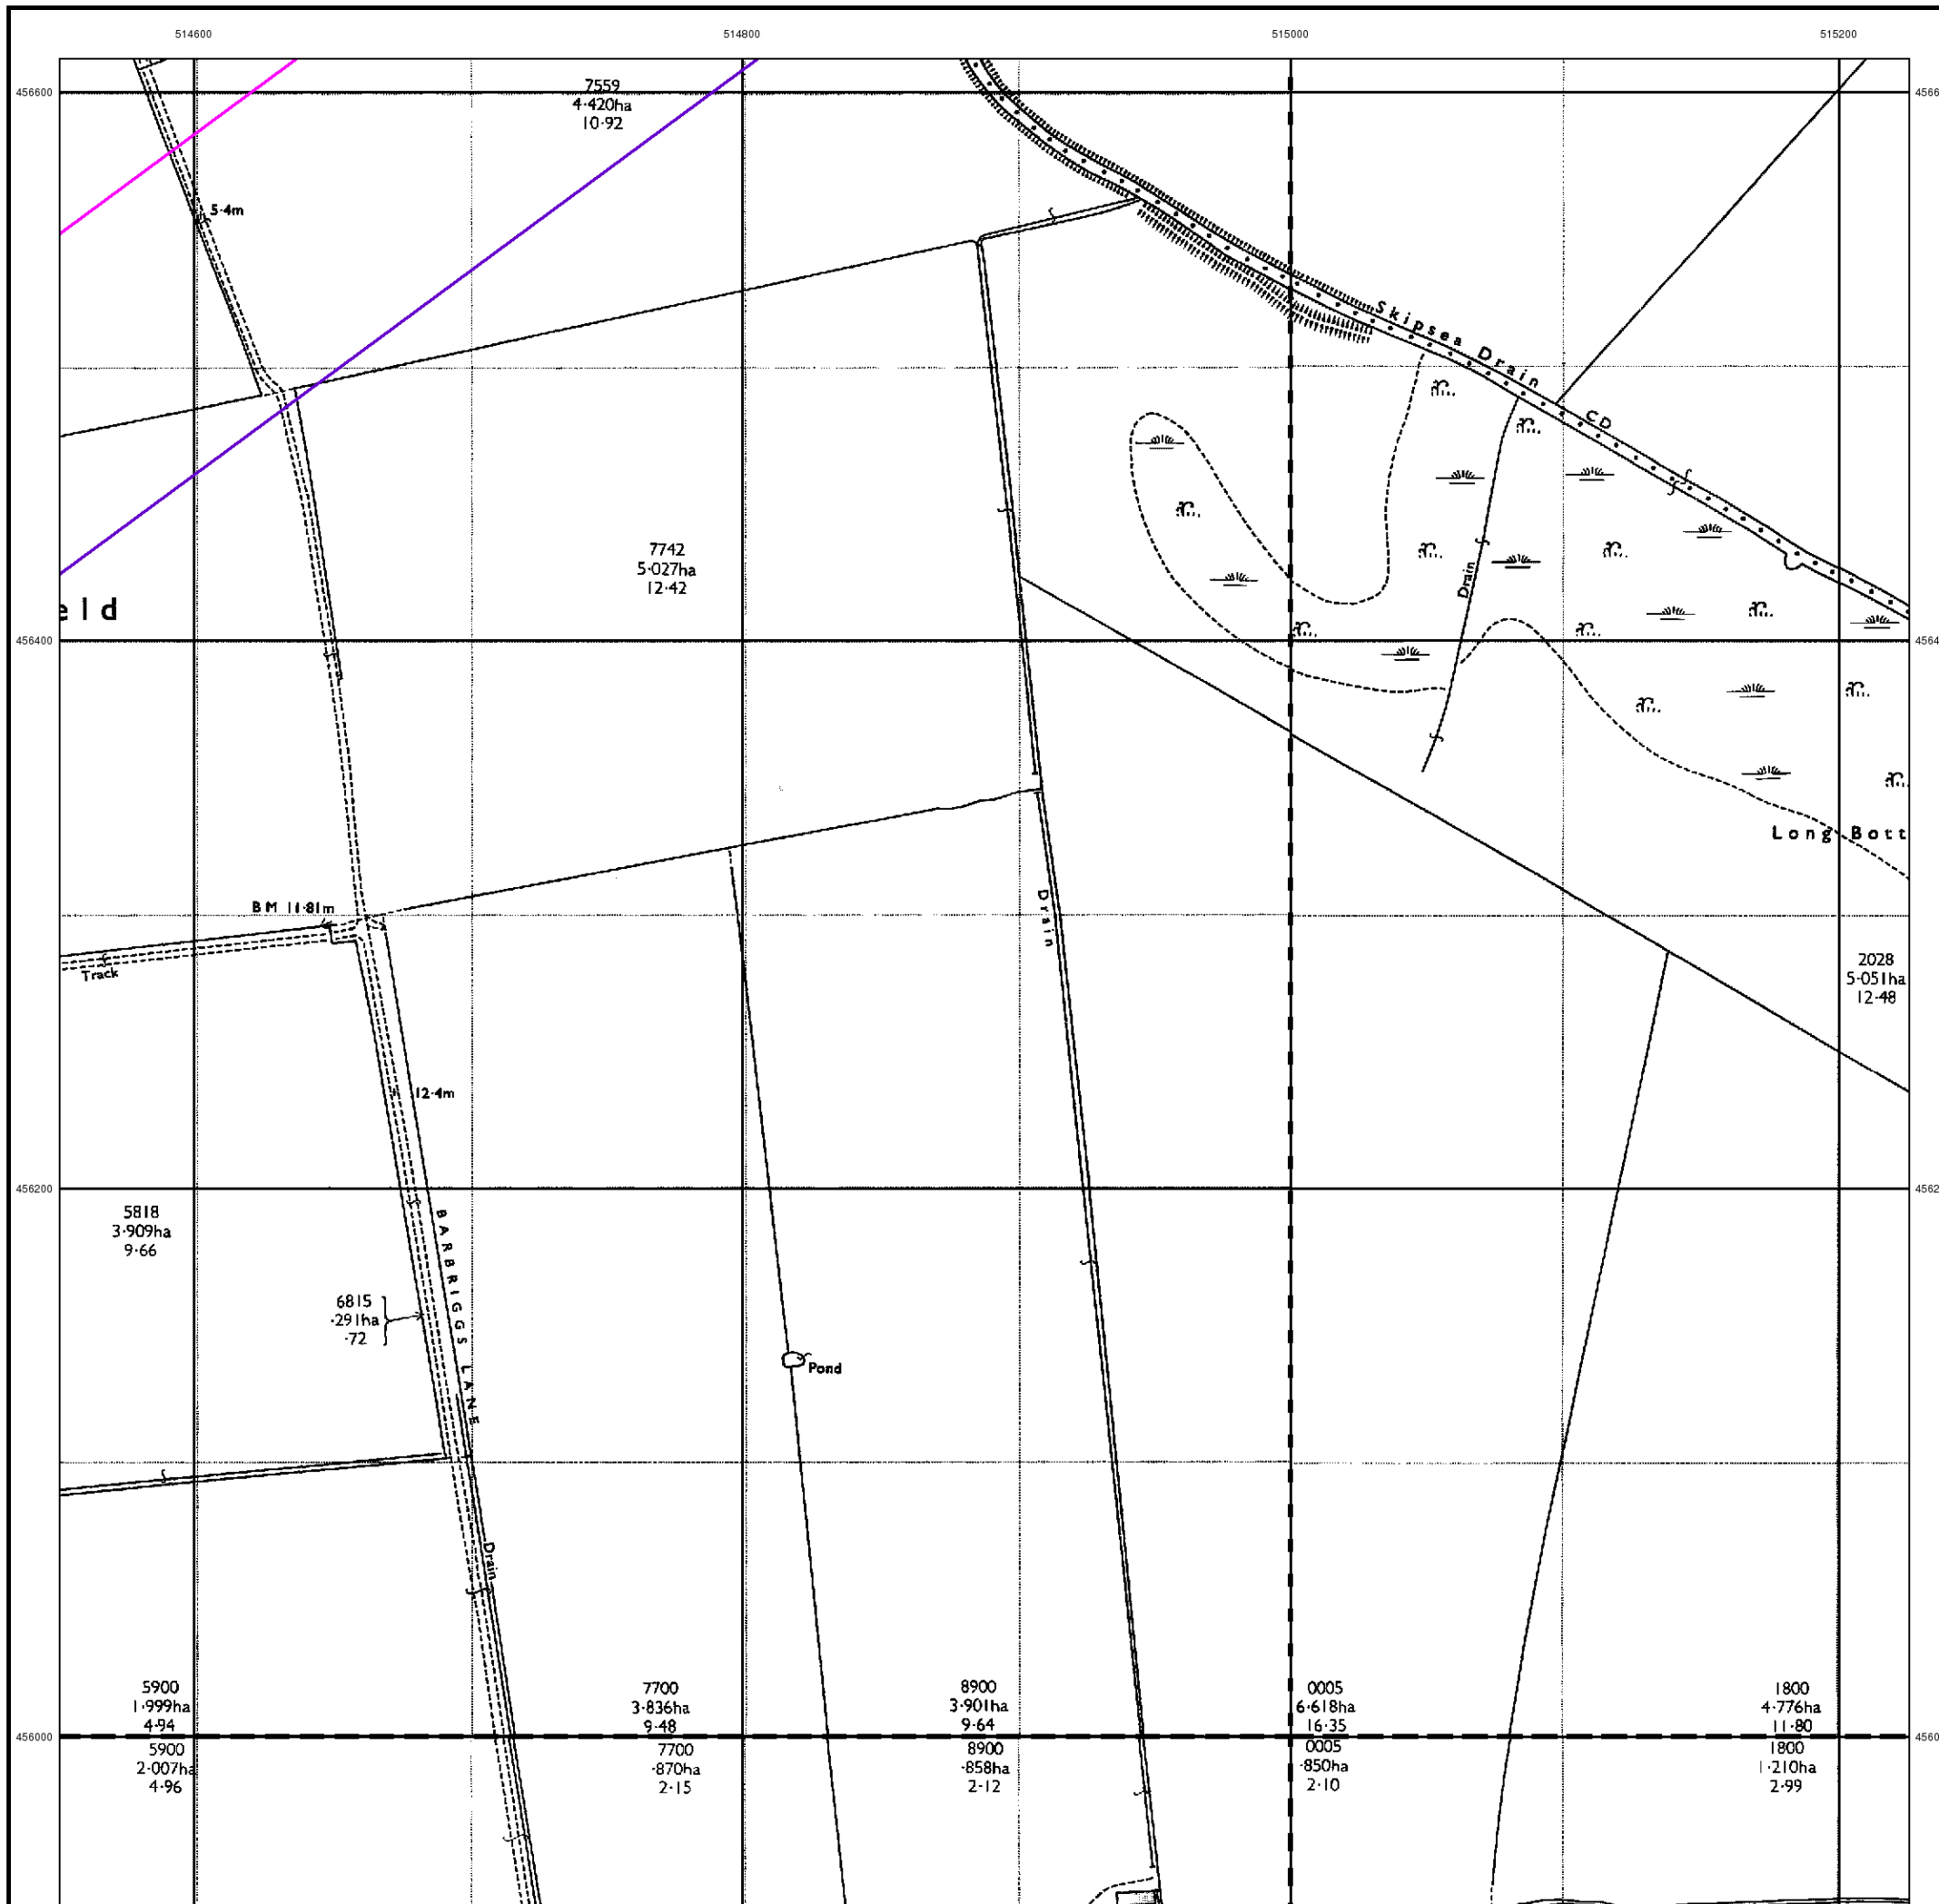 514600
514800
515000
515200
456600
4566
7559
4·420ha
10·92
5·4m
Skipsea Drain
CD
Drain
7742
5·027ha
12·42
eld
456400
4564
Long Bott
BM 11·81m
Track
Drain
2028
5·051ha
12·48
12·4m
456200
4562
5818
3·909ha
9·66
BARBRIGGS LANE
6815
·291ha
·72
Pond
Drain
5900
1·999ha
4·94
7700
3·836ha
9·48
8900
3·901ha
9·64
0005
6·618ha
16·35
1800
4·776ha
11·80
456000
4560
5900
2·007ha
4·96
7700
·870ha
2·15
8900
·858ha
2·12
0005
·850ha
2·10
1800
1·210ha
2·99